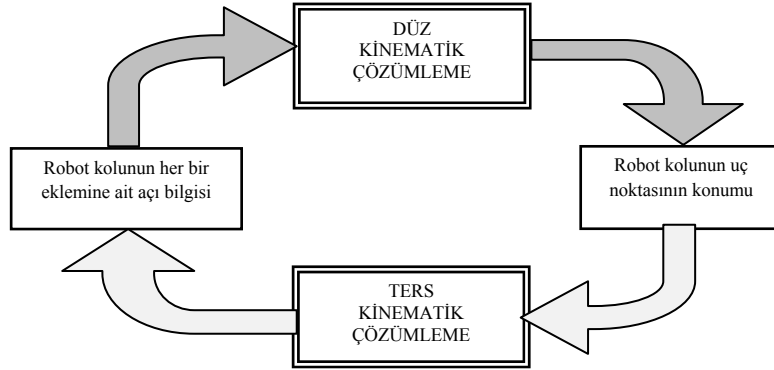 DÜZ
KİNEMATİK
ÇÖZÜMLEME
Robot kolunun her bir
eklemine ait açı bilgisi
Robot kolunun uç
noktasının konumu
TERS
KİNEMATİK
ÇÖZÜMLEME